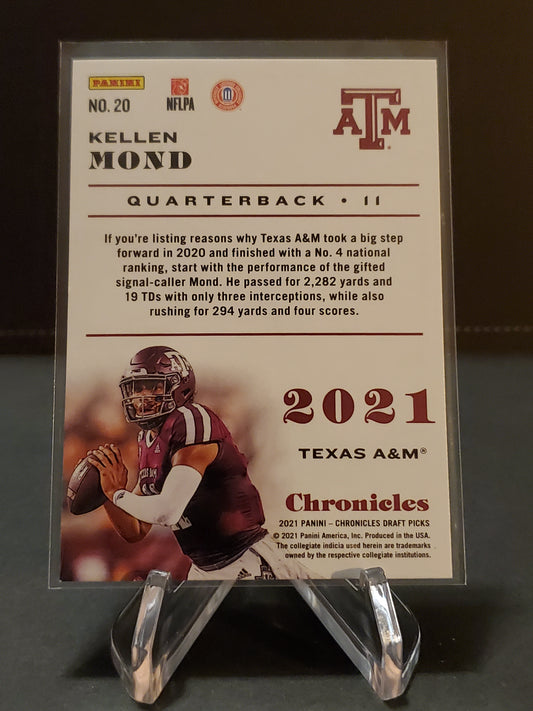 PANINI
NO. 20
NFLPA
ATM
KELLEN
MOND
QUARTERBACK • 11
If you're listing reasons why Texas A&M took a big step
forward in 2020 and finished with a No. 4 national
ranking, start with the performance of the gifted
signal-caller Mond. He passed for 2,282 yards and
19 TDs with only three interceptions, while also
rushing for 294 yards and four scores.
2021
TEXAS A&M®
Chronicles
2021 PANINI – CHRONICLES DRAFT PICKS
© 2021 Panini America, Inc. Produced in the USA.
The collegiate indicia used herein are trademarks
owned by the respective collegiate institutions.